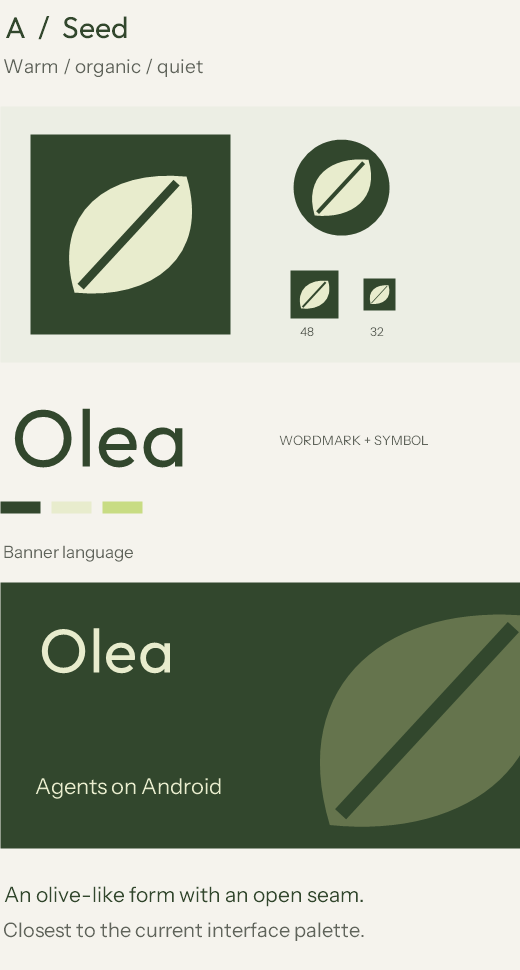 A / Seed
Warm / organic / quiet
48
32
Olea
WORDMARK + SYMBOL
Banner language
Olea
Agents on Android
An olive-like form with an open seam.
Closest to the current interface palette.